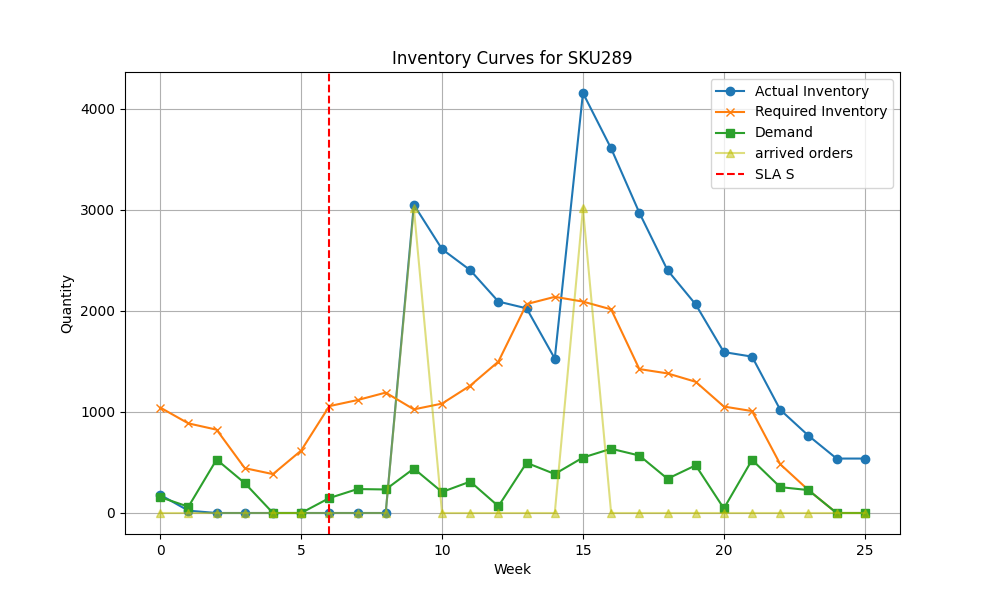 Inventory Curves for SKU289
Actual Inventory
Required Inventory
Demand
arrived orders
SLA S
4000
3000
2000
1000
0
Quantity
0 5 10 15 20 25
Week